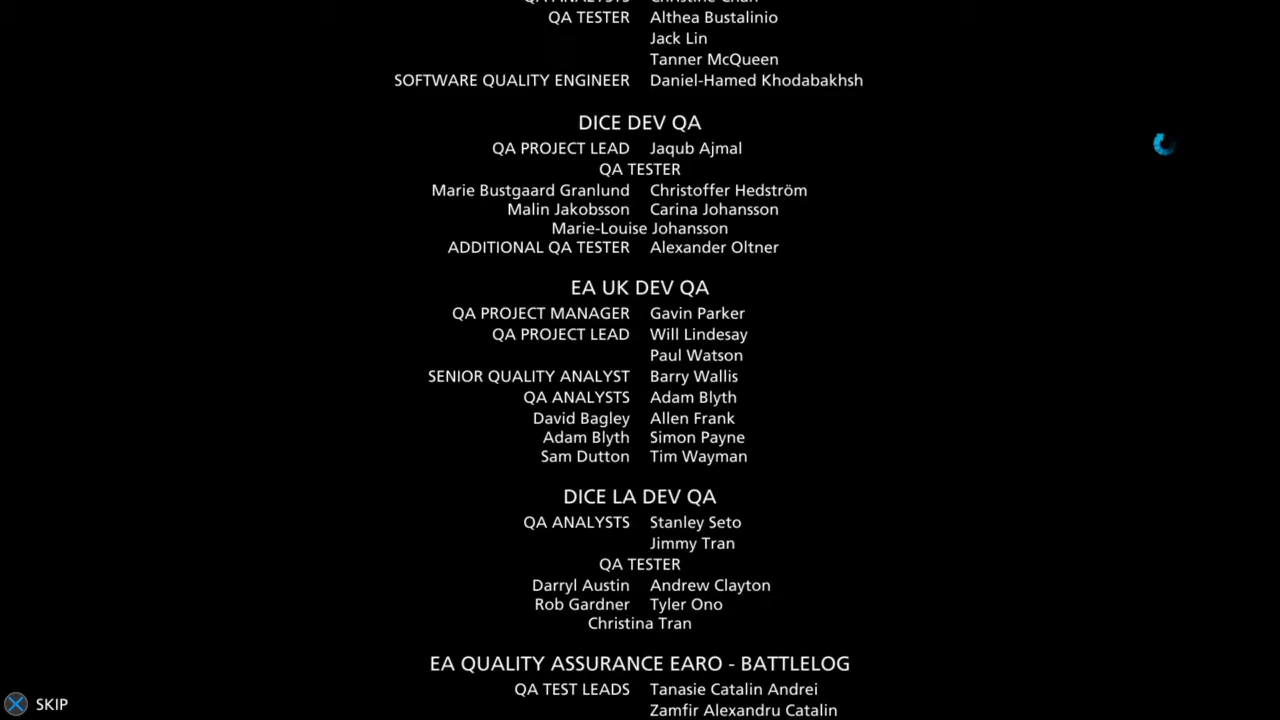 QA ANALYSTS Christine Chan
QA TESTER Althea Bustalinio
Jack Lin
Tanner McQueen
SOFTWARE QUALITY ENGINEER Daniel-Hamed Khodabakhsh
DICE DEV QA
QA PROJECT LEAD Jaqub Ajmal
QA TESTER
Marie Bustgaard Granlund Christoffer Hedström
Malin Jakobsson Carina Johansson
Marie-Louise Johansson
ADDITIONAL QA TESTER Alexander Oltner
EA UK DEV QA
QA PROJECT MANAGER Gavin Parker
QA PROJECT LEAD Will Lindesay
Paul Watson
SENIOR QUALITY ANALYST Barry Wallis
QA ANALYSTS Adam Blyth
David Bagley Allen Frank
Adam Blyth Simon Payne
Sam Dutton Tim Wayman
DICE LA DEV QA
QA ANALYSTS Stanley Seto
Jimmy Tran
QA TESTER
Darryl Austin Andrew Clayton
Rob Gardner Tyler Ono
Christina Tran
EA QUALITY ASSURANCE EARO - BATTLELOG
QA TEST LEADS Tanasie Catalin Andrei
Zamfir Alexandru Catalin
SKIP